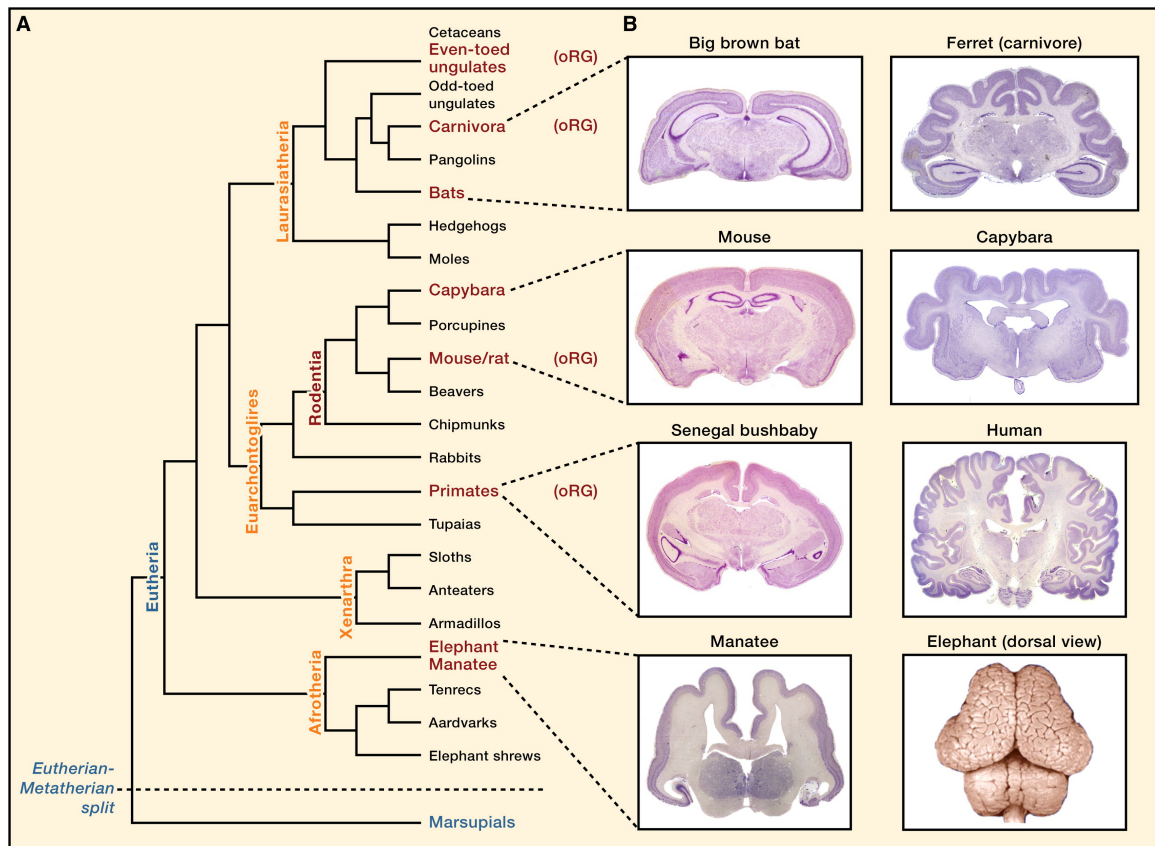 A
Cetaceans
Even-toed
ungulates
(oRG)
Odd-toed
ungulates
Carnivora
(oRG)
Pangolins
Bats
Hedgehogs
Moles
Capybara
Porcupines
Mouse/rat
(oRG)
Beavers
Chipmunks
Rabbits
Primates
(oRG)
Tupaias
Sloths
Anteaters
Armadillos
Elephant
Manatee
Tenrecs
Aardvarks
Elephant shrews
Marsupials
Laurasiatheria
Rodentia
Euarchontoglires
Eutheria
Xenarthra
Afrotheria
Eutherian-
Metatherian
split
B
Big brown bat
Ferret (carnivore)
Mouse
Capybara
Senegal bushbaby
Human
Manatee
Elephant (dorsal view)